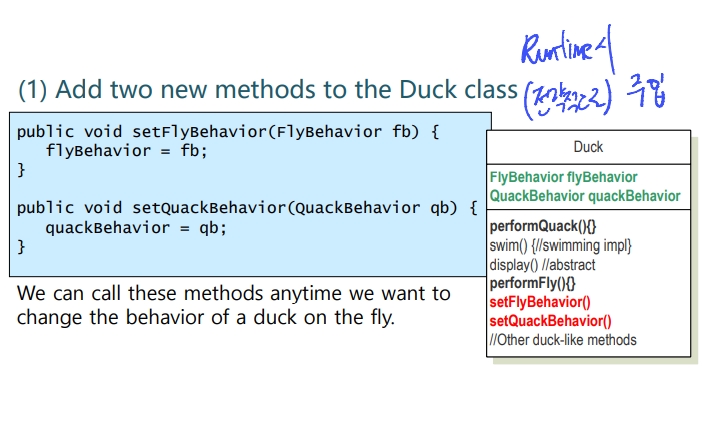 Runtime시
(1) Add two new methods to the Duck class (전략적으로) 주입
public void setFlyBehavior(FlyBehavior fb) {
flyBehavior = fb;
}
public void setQuackBehavior(QuackBehavior qb) {
quackBehavior = qb;
}
We can call these methods anytime we want to
change the behavior of a duck on the fly.
Duck
FlyBehavior flyBehavior
QuackBehavior quackBehavior
performQuack(){}
swim() {//swimming impl}
display() //abstract
performFly(){}
setFlyBehavior()
setQuackBehavior()
//Other duck-like methods